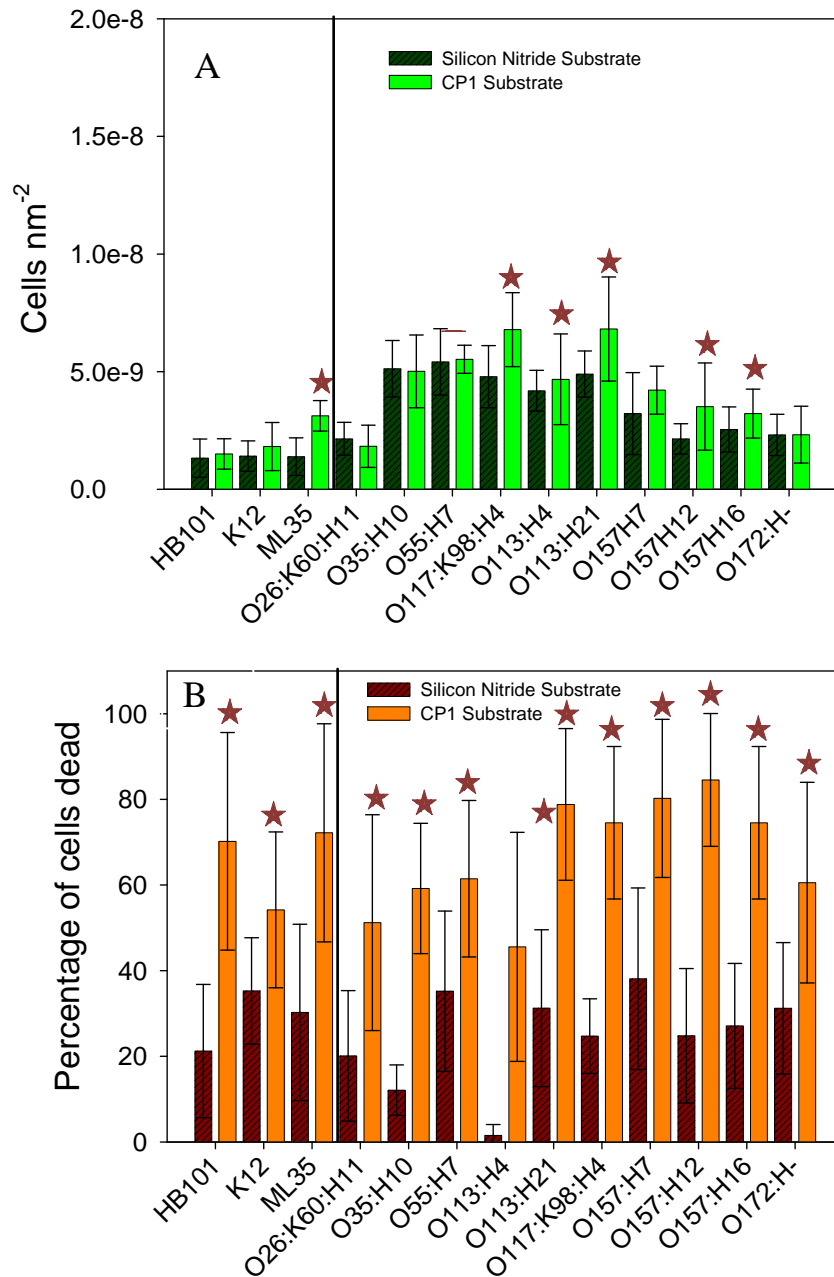 2.0e-8
A
Silicon Nitride Substrate
CP1 Substrate
1.5e-8
1.0e-8
5.0e-9
0.0
Cells nm-2
HB101
K12
ML35
O26:K60:H11
O35:H10
O55:H7
O117:K98:H4
O113:H4
O113:H21
O157H7
O157H12
O157H16
O172:H-
B
Silicon Nitride Substrate
CP1 Substrate
100
80
60
40
20
0
Percentage of cells dead
HB101
K12
ML35
O26:K60:H11
O35:H10
O55:H7
O113:H4
O113:H21
O117:K98:H4
O157:H7
O157:H12
O157:H16
O172:H-